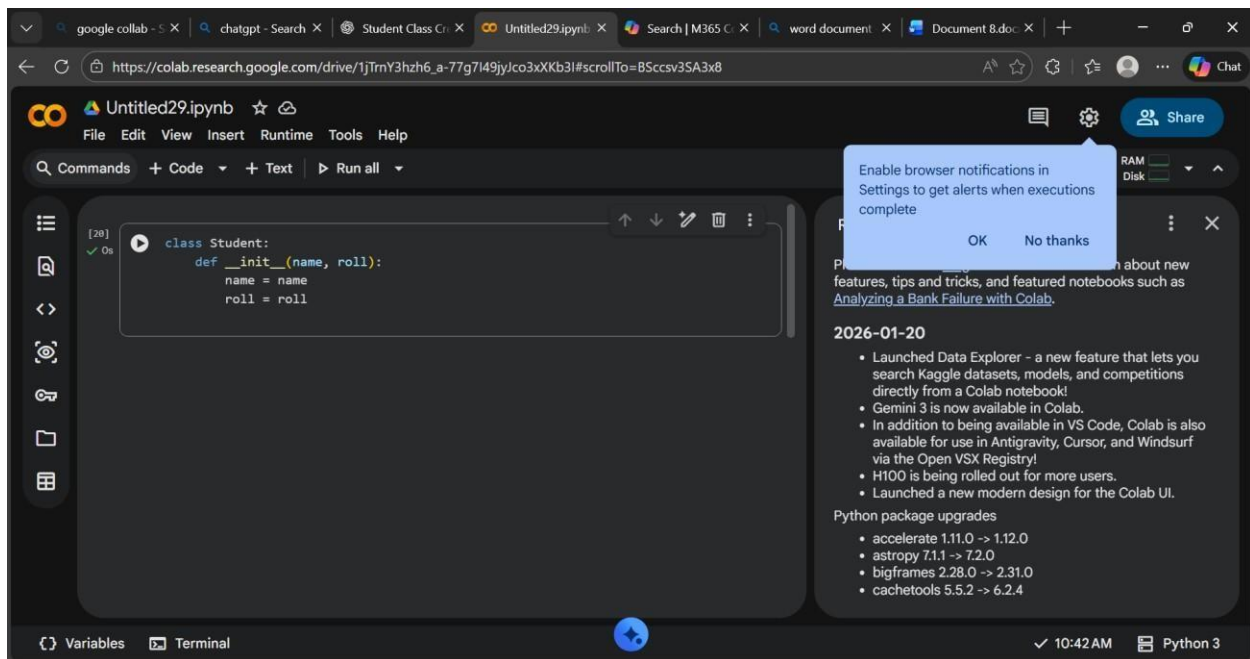 google collab - S
chatgpt - Search
Student Class Cr
Untitled29.ipynb
Search | M365 C
word document
Document 8.doc
https://colab.research.google.com/drive/1jTrnY3hzh6_a-77g7l49jyJco3xXKb3I#scrollTo=BSccsv3SA3x8
Chat
Untitled29.ipynb
File Edit View Insert Runtime Tools Help
Share
Commands + Code + Text Run all
RAM
Disk
Enable browser notifications in
Settings to get alerts when executions
complete
OK No thanks
[20]
0s
class Student:
def __init__(name, roll):
name = name
roll = roll
about new
features, tips and tricks, and featured notebooks such as
Analyzing a Bank Failure with Colab.
2026-01-20
• Launched Data Explorer - a new feature that lets you
search Kaggle datasets, models, and competitions
directly from a Colab notebook!
• Gemini 3 is now available in Colab.
• In addition to being available in VS Code, Colab is also
available for use in Antigravity, Cursor, and Windsurf
via the Open VSX Registry!
• H100 is being rolled out for more users.
• Launched a new modern design for the Colab UI.
Python package upgrades
• accelerate 1.11.0 -> 1.12.0
• astropy 7.1.1 -> 7.2.0
• bigframes 2.28.0 -> 2.31.0
• cachetools 5.5.2 -> 6.2.4
{} Variables Terminal
10:42 AM Python 3